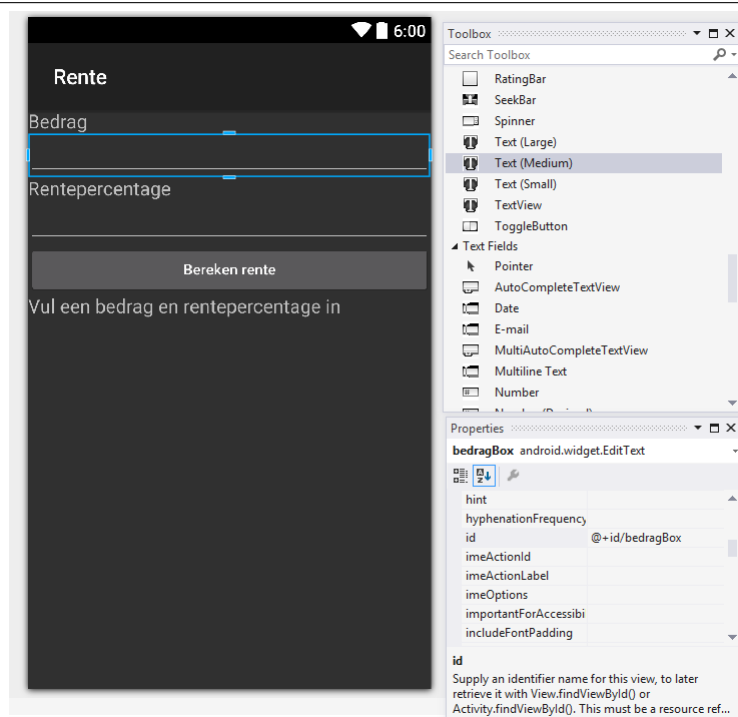 6:00
Rente
Bedrag
Rentepercentage
Bereken rente
Vul een bedrag en rentepercentage in
Toolbox
Search Toolbox
RatingBar
SeekBar
Spinner
Text (Large)
Text (Medium)
Text (Small)
TextView
ToggleButton
Text Fields
Pointer
AutoCompleteTextView
Date
E-mail
MultiAutoCompleteTextView
Multiline Text
Number
Properties
bedragBox android.widget.EditText
hint
hyphenationFrequency
id @+id/bedragBox
imeActionId
imeActionLabel
imeOptions
importantForAccessibi
includeFontPadding
id
Supply an identifier name for this view, to later
retrieve it with View.findViewById() or
Activity.findViewById(). This must be a resource ref...